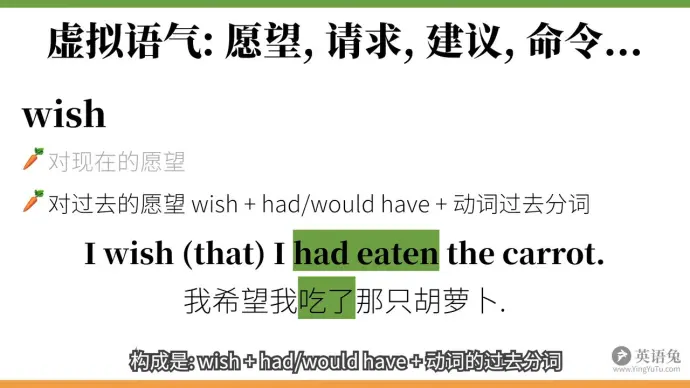 虚拟语气: 愿望, 请求, 建议, 命令...
wish
对现在的愿望
对过去的愿望 wish + had/would have + 动词过去分词
I wish (that) I had eaten the carrot.
我希望我吃了那只胡萝卜.
构成是: wish + had/would have + 动词的过去分词
英语兔
www.YingYuTu.com